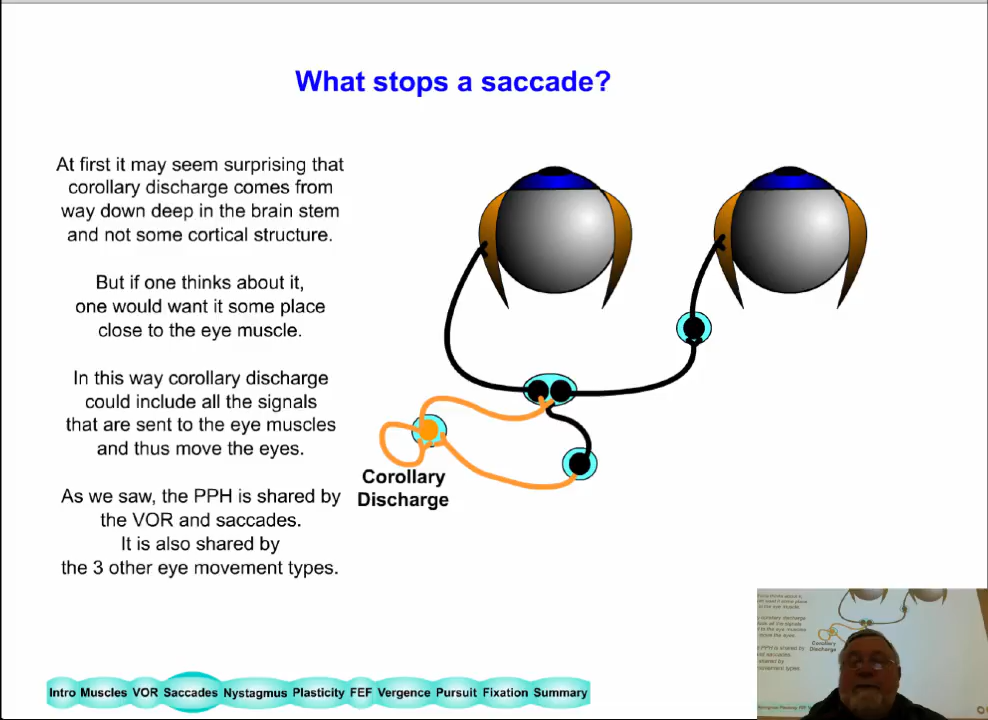 What stops a saccade?
At first it may seem surprising that
corollary discharge comes from
way down deep in the brain stem
and not some cortical structure.
But if one thinks about it,
one would want it some place
close to the eye muscle.
In this way corollary discharge
could include all the signals
that are sent to the eye muscles
and thus move the eyes.
As we saw, the PPH is shared by
the VOR and saccades.
It is also shared by
the 3 other eye movement types.
Corollary
Discharge
Intro Muscles VOR Saccades Nystagmus Plasticity FEF Vergence Pursuit Fixation Summary
Corollary
Discharge